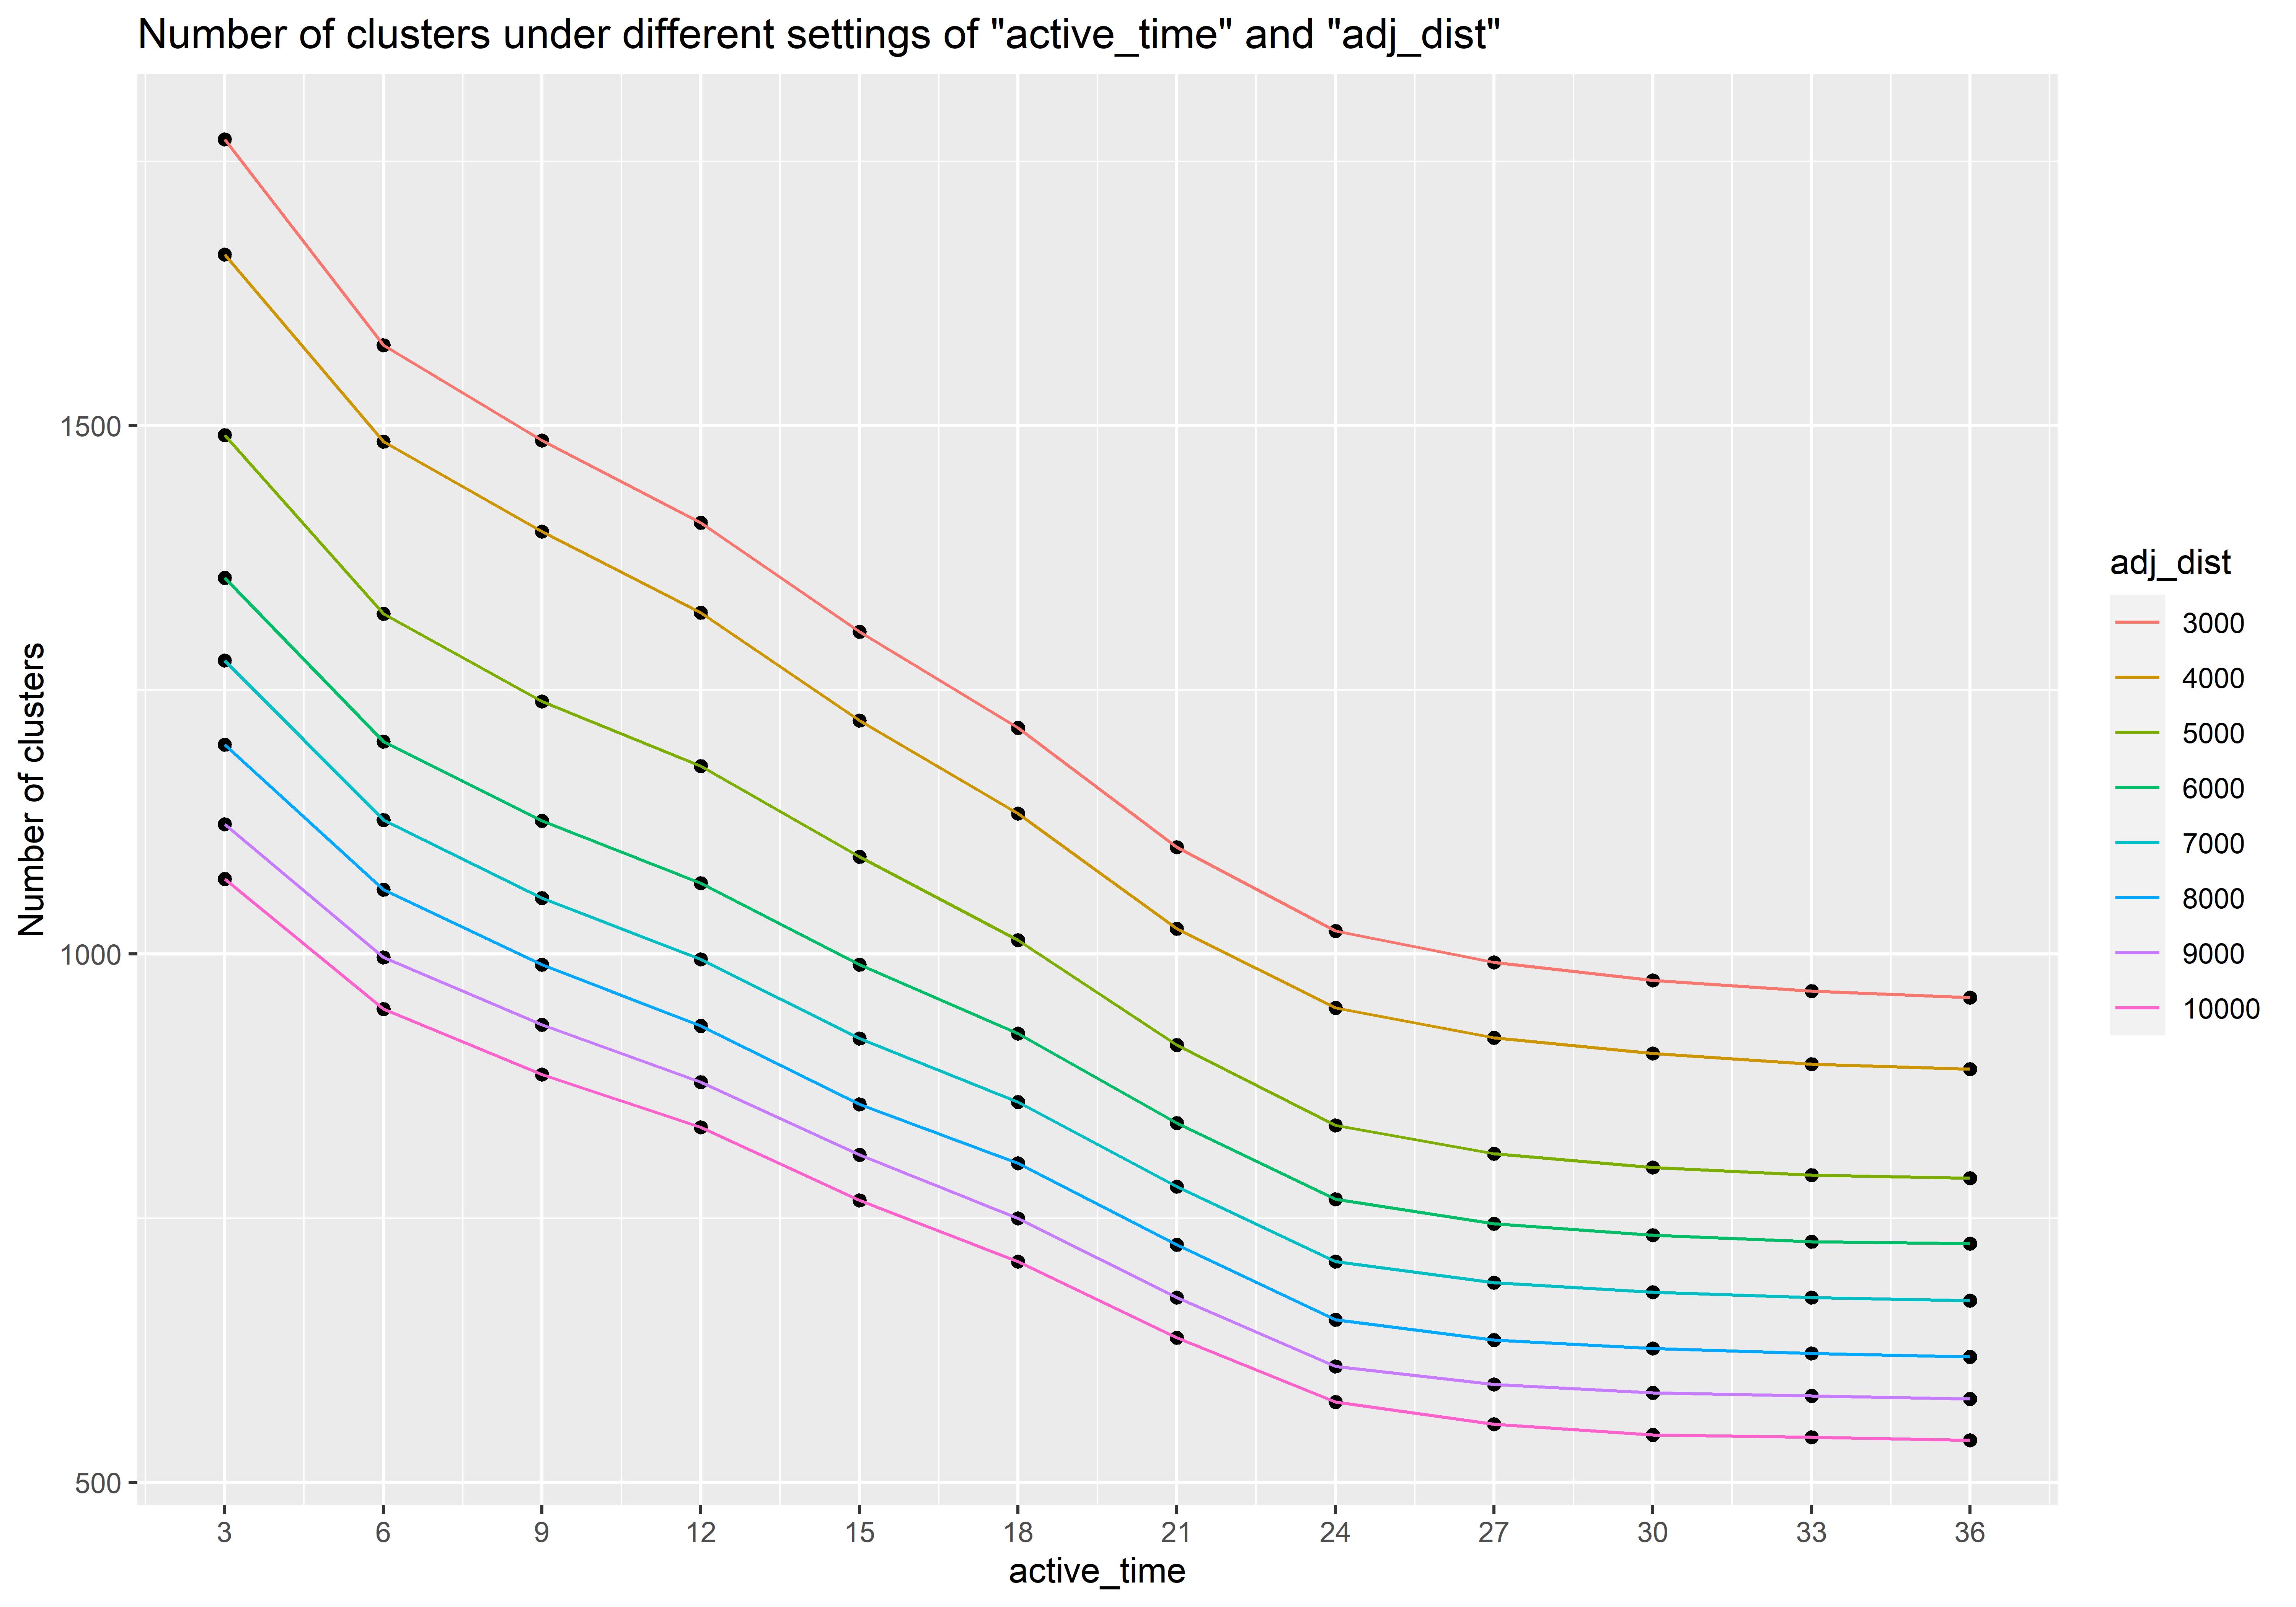 Number of clusters under different settings of "active_time" and "adj_dist"
Number of clusters
1500
1000
500
3 6 9 12 15 18 21 24 27 30 33 36
active_time
adj_dist
3000
4000
5000
6000
7000
8000
9000
10000